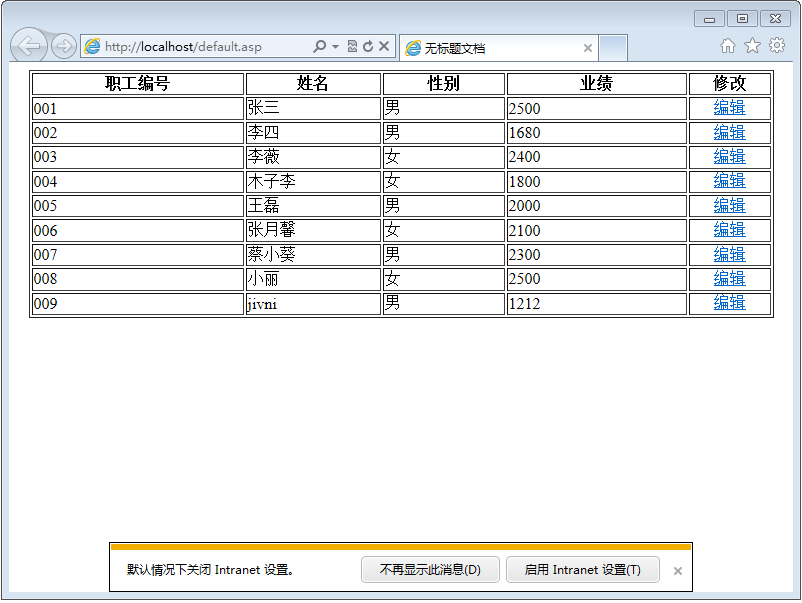 http://localhost/default.asp 无标题文档
职工编号 姓名 性别 业绩 修改
001 张三 男 2500 编辑
002 李四 男 1680 编辑
003 李薇 女 2400 编辑
004 木子李 女 1800 编辑
005 王磊 男 2000 编辑
006 张月馨 女 2100 编辑
007 蔡小葵 男 2300 编辑
008 小丽 女 2500 编辑
009 jivni 男 1212 编辑
默认情况下关闭 Intranet 设置。 不再显示此消息(D) 启用 Intranet 设置(T)